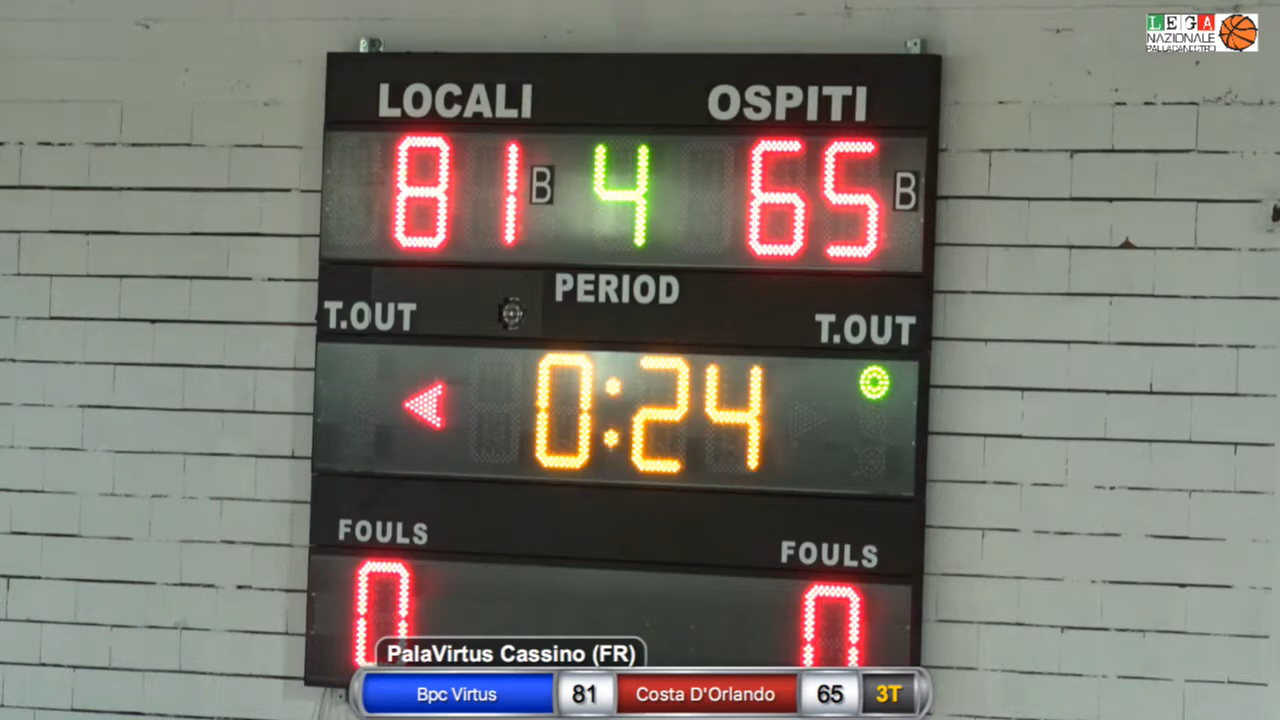 LEGA
NAZIONALE
PALLACANESTRO
LOCALI OSPITI
81 B 4 65 B
PERIOD
T.OUT T.OUT
0:24
FOULS FOULS
0 0
PalaVirtus Cassino (FR)
Bpc Virtus 81 Costa D'Orlando 65 3T